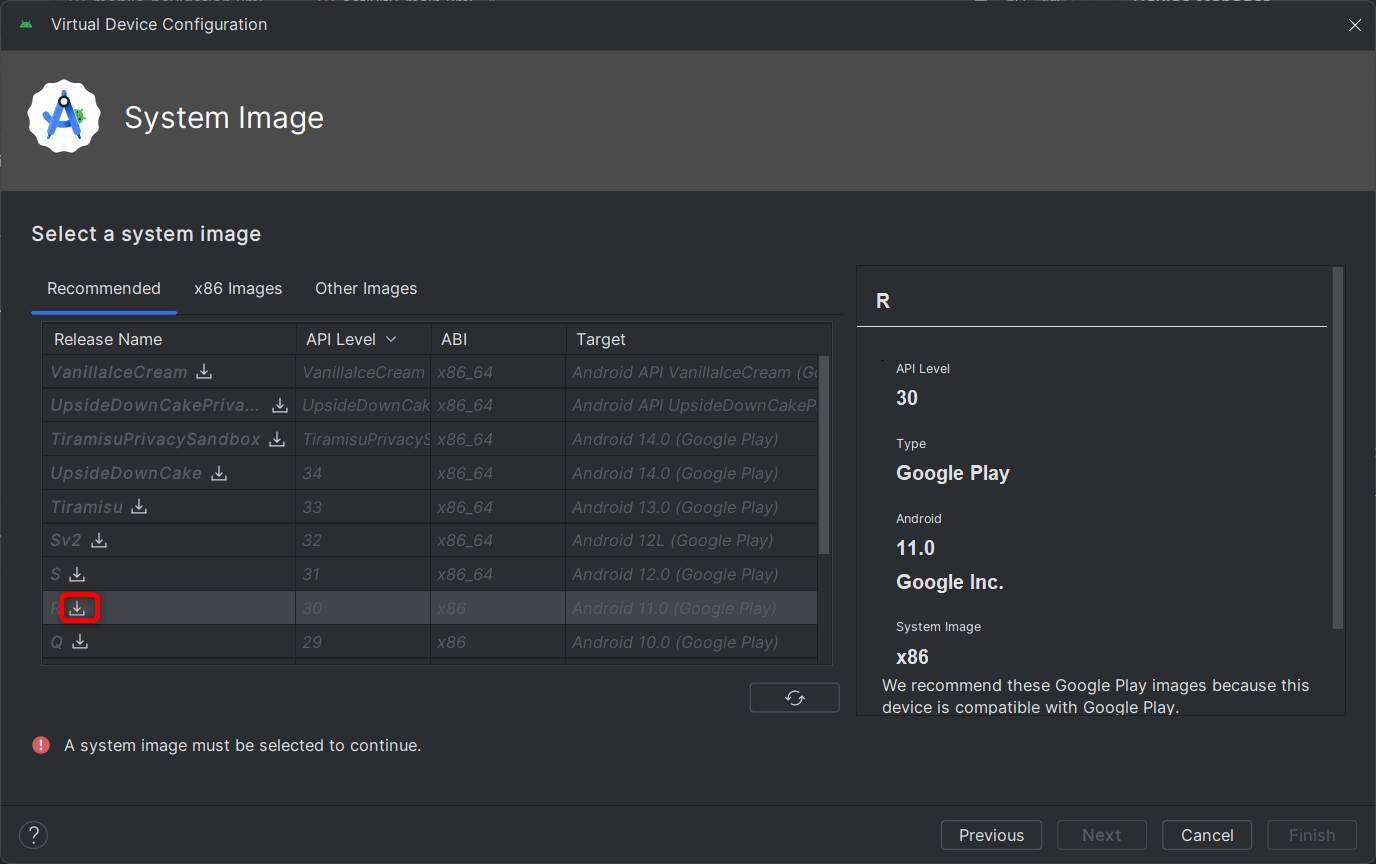 Virtual Device Configuration
System Image
Select a system image
Recommended x86 Images Other Images
Release Name API Level ABI Target
VanillaIceCream VanillaIceCream x86_64 Android API VanillaIceCream (Go
UpsideDownCakePriva... UpsideDownCak x86_64 Android API UpsideDownCakeP
TiramisuPrivacySandbox TiramisuPrivacyS x86_64 Android 14.0 (Google Play)
UpsideDownCake 34 x86_64 Android 14.0 (Google Play)
Tiramisu 33 x86_64 Android 13.0 (Google Play)
Sv2 32 x86_64 Android 12L (Google Play)
S 31 x86_64 Android 12.0 (Google Play)
R 30 x86 Android 11.0 (Google Play)
Q 29 x86 Android 10.0 (Google Play)
R
API Level
30
Type
Google Play
Android
11.0
Google Inc.
System Image
x86
We recommend these Google Play images because this
device is compatible with Google Play.
A system image must be selected to continue.
? Previous Next Cancel Finish